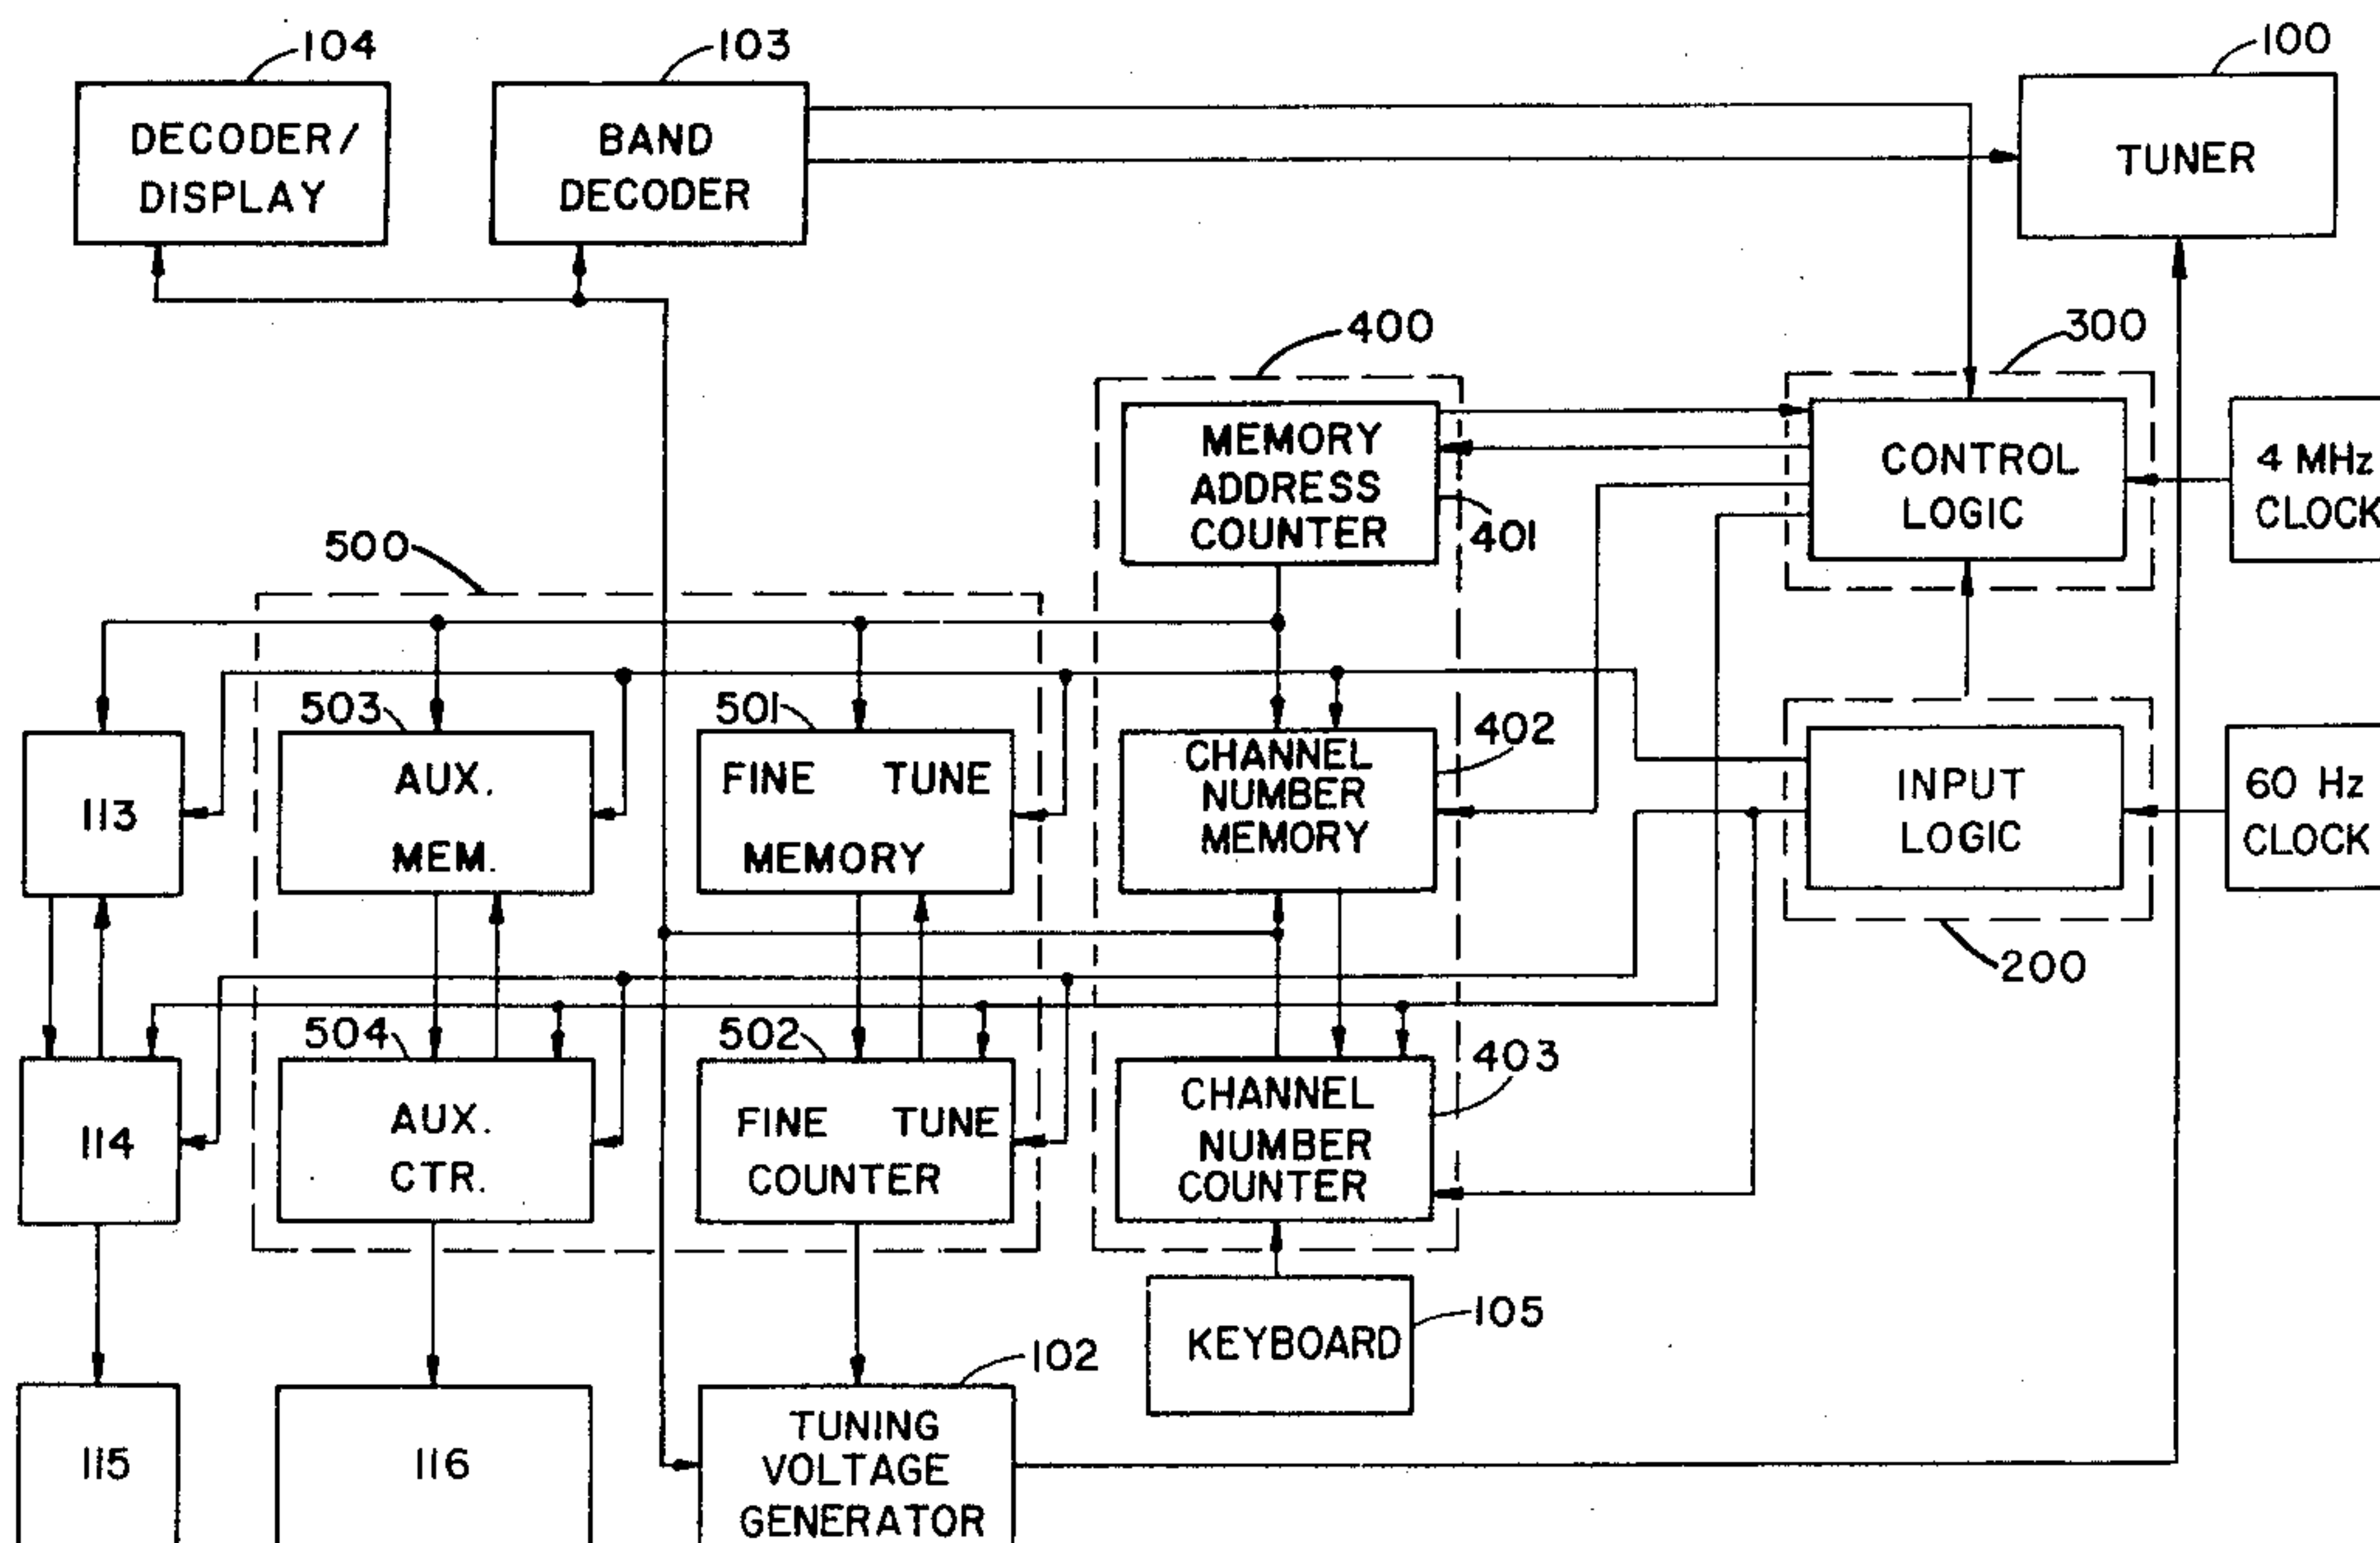 104
103
100
DECODER/
DISPLAY
BAND
DECODER
TUNER
400
300
MEMORY
ADDRESS
COUNTER
401
CONTROL
LOGIC
4 MHz
CLOCK
500
503
501
402
113
AUX.
MEM.
FINE TUNE
MEMORY
CHANNEL
NUMBER
MEMORY
INPUT
LOGIC
60 Hz
CLOCK
200
504
502
403
114
AUX.
CTR.
FINE TUNE
COUNTER
CHANNEL
NUMBER
COUNTER
105
KEYBOARD
102
115
116
TUNING
VOLTAGE
GENERATOR